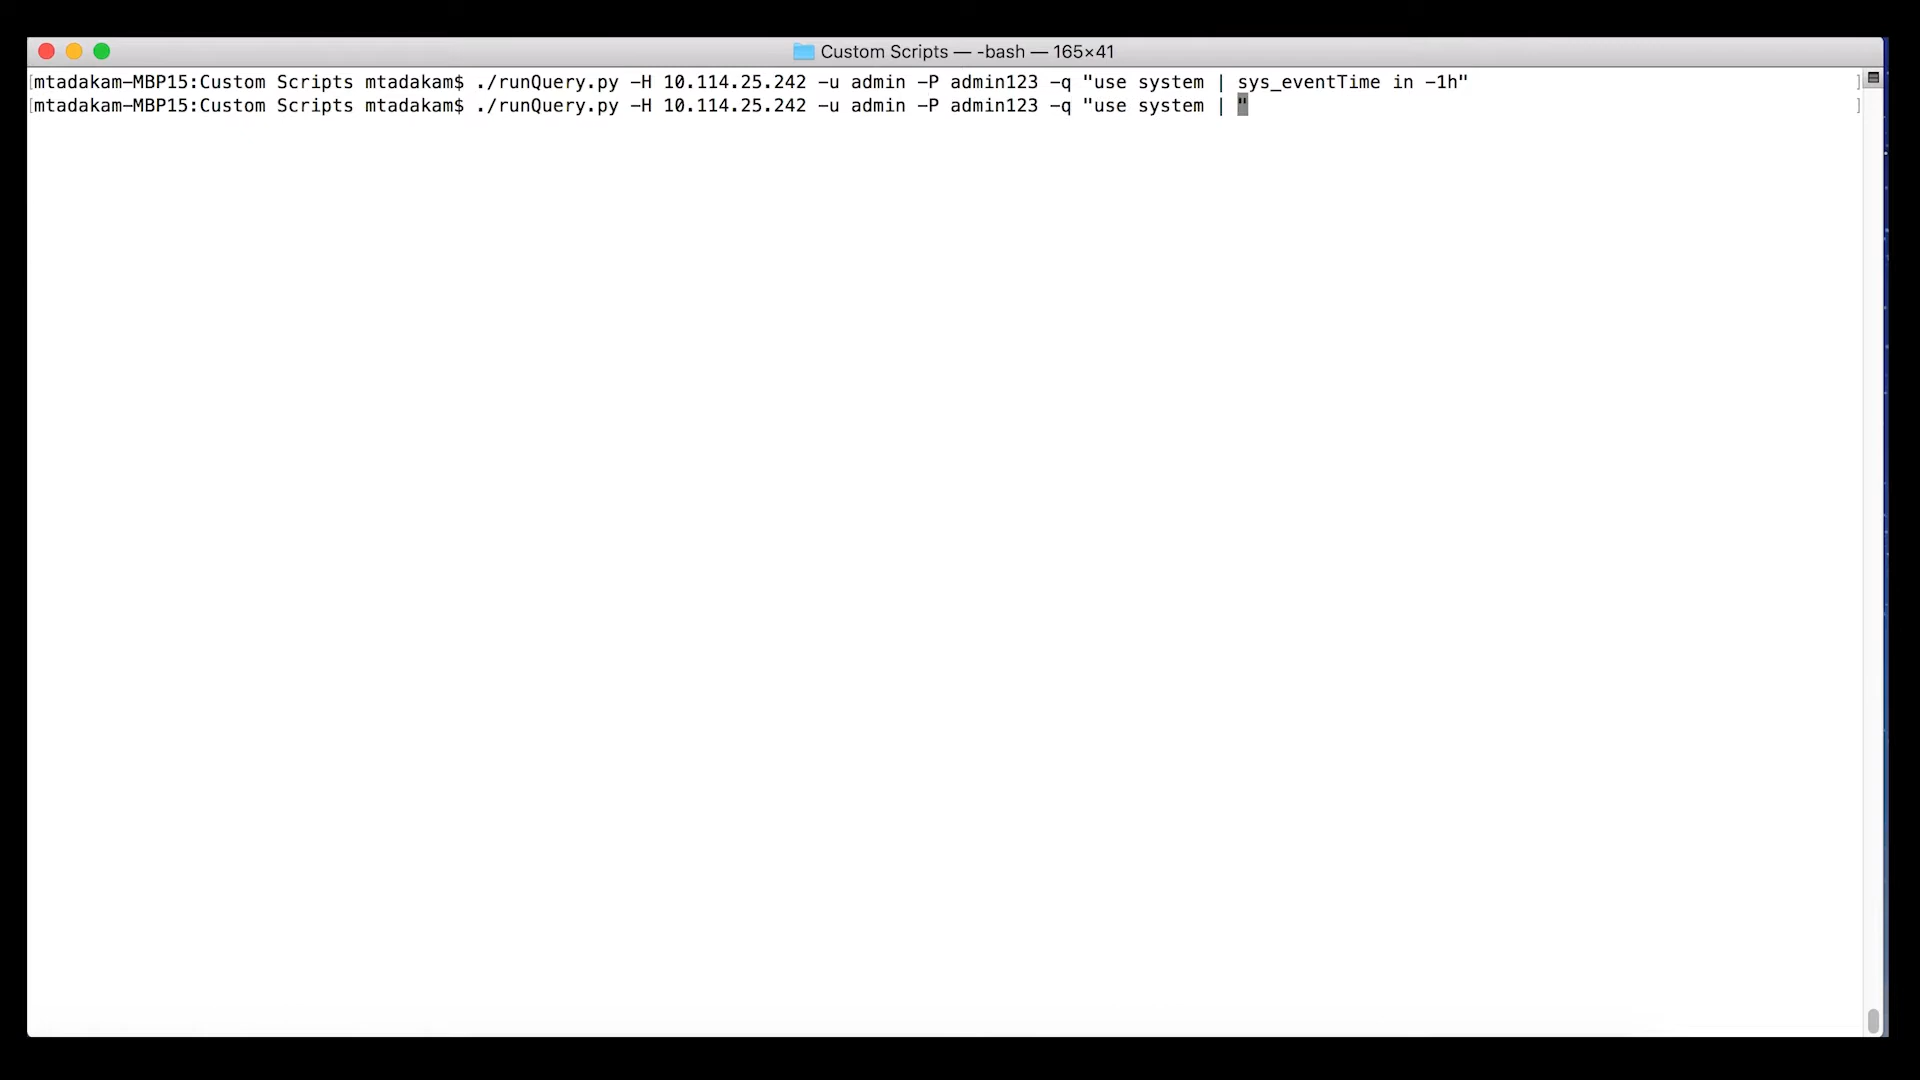 Custom Scripts — -bash — 165×41
[mtadakam-MBP15:Custom Scripts mtadakam$ ./runQuery.py -H 10.114.25.242 -u admin -P admin123 -q "use system | sys_eventTime in -1h" ]
[mtadakam-MBP15:Custom Scripts mtadakam$ ./runQuery.py -H 10.114.25.242 -u admin -P admin123 -q "use system | " ]